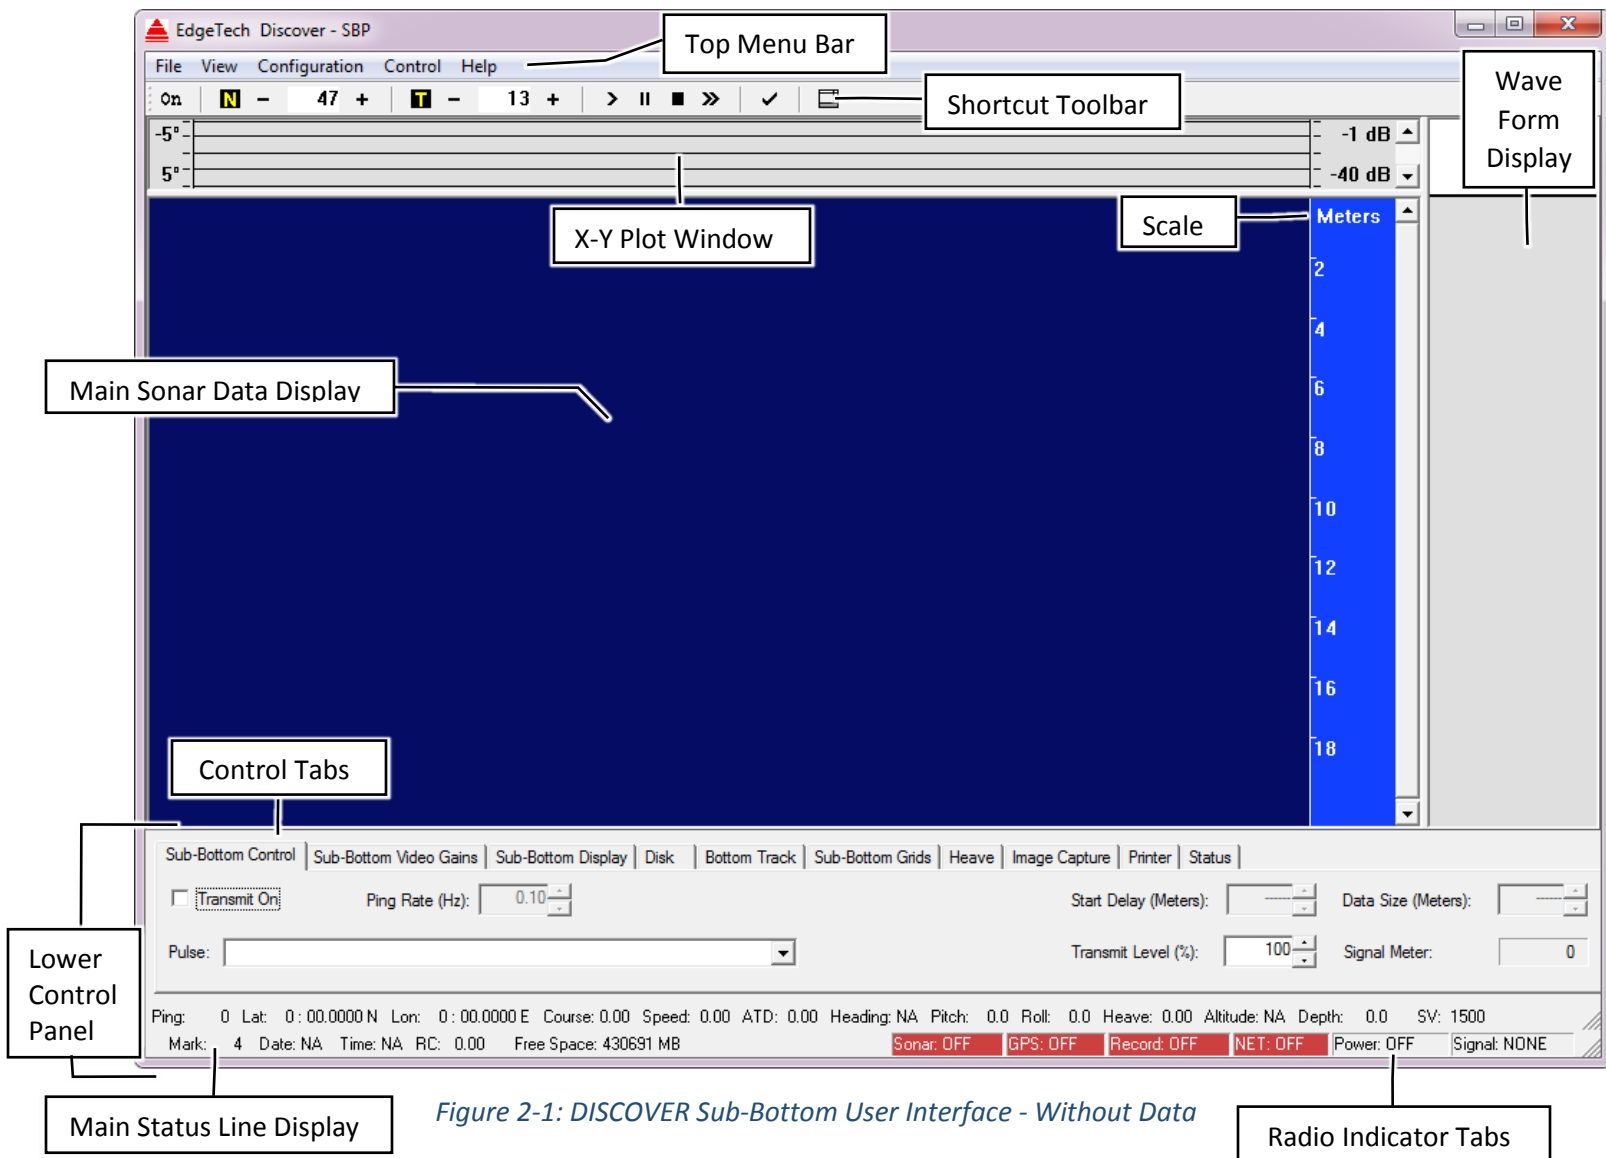 EdgeTech Discover - SBP
Top Menu Bar
File View Configuration Control Help
On N - 47 + T - 13 +
Shortcut Toolbar
Wave
Form
Display
-5° -1 dB
5° -40 dB
X-Y Plot Window
Scale
Meters
2
4
6
Main Sonar Data Display
8
10
12
14
16
18
Control Tabs
Sub-Bottom Control Sub-Bottom Video Gains Sub-Bottom Display Disk Bottom Track Sub-Bottom Grids Heave Image Capture Printer Status
Transmit On Ping Rate (Hz): 0.10 Start Delay (Meters): ------ Data Size (Meters): ------
Pulse: Transmit Level (%): 100 Signal Meter: 0
Lower
Control
Panel
Ping: 0 Lat: 0 : 00.0000 N Lon: 0 : 00.0000 E Course: 0.00 Speed: 0.00 ATD: 0.00 Heading: NA Pitch: 0.0 Roll: 0.0 Heave: 0.00 Altitude: NA Depth: 0.0 SV: 1500
Mark: 4 Date: NA Time: NA RC: 0.00 Free Space: 430691 MB Sonar: OFF GPS: OFF Record: OFF NET: OFF Power: OFF Signal: NONE
Main Status Line Display
Figure 2-1: DISCOVER Sub-Bottom User Interface - Without Data
Radio Indicator Tabs